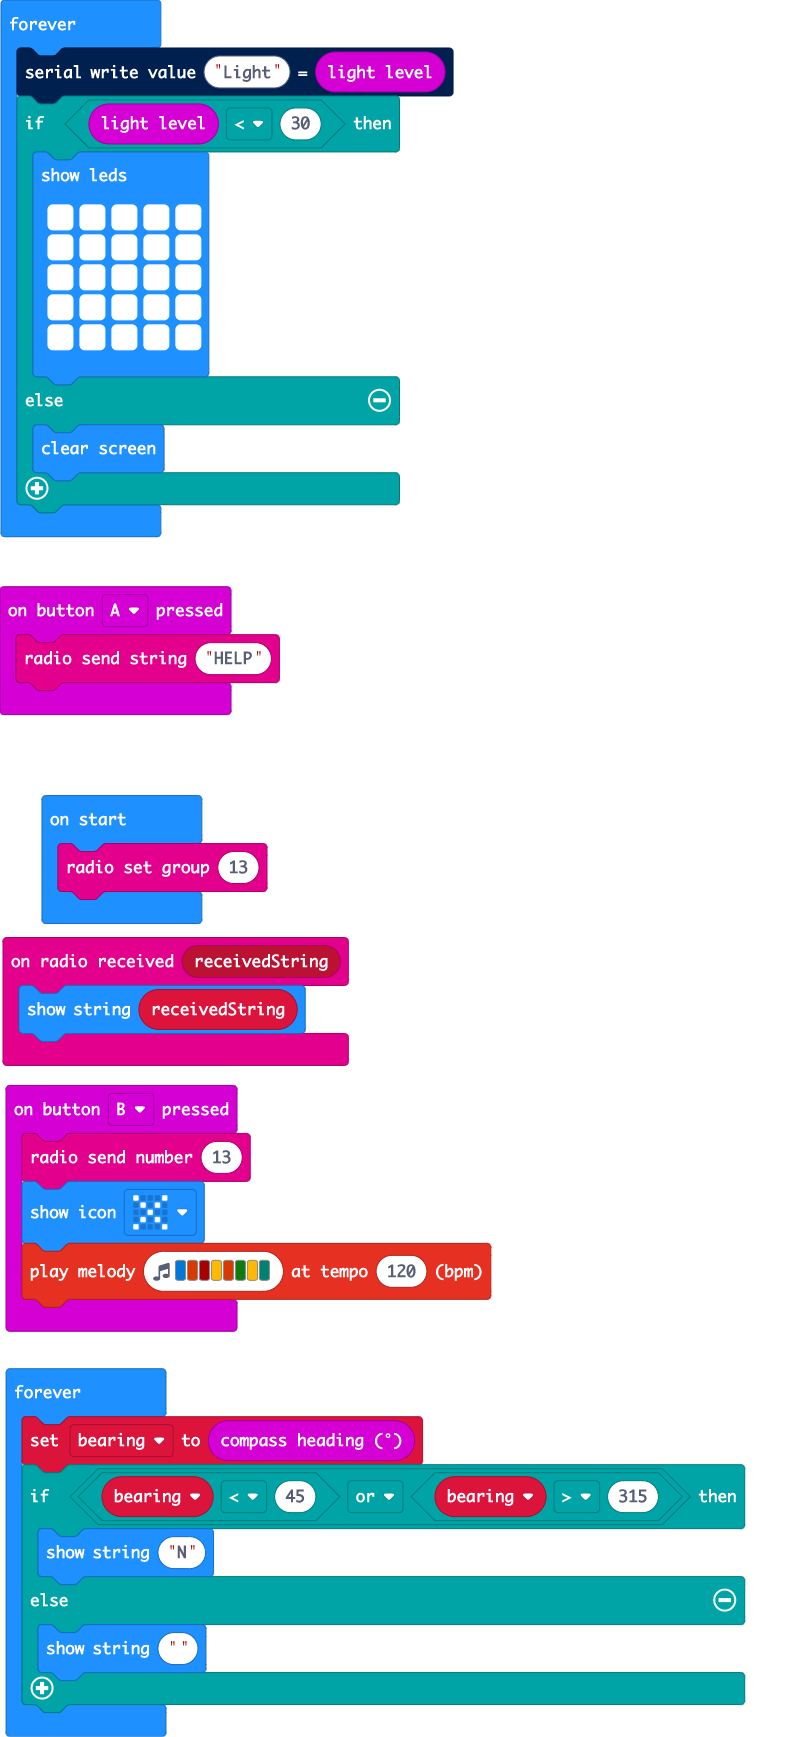 forever
serial write value "Light" = light level
if light level < 30 then
show leds
else
clear screen
on button A pressed
radio send string "HELP"
on start
radio set group 13
on radio received receivedString
show string receivedString
on button B pressed
radio send number 13
show icon
play melody at tempo 120 (bpm)
forever
set bearing to compass heading (°)
if bearing < 45 or bearing > 315 then
show string "N"
else
show string " "